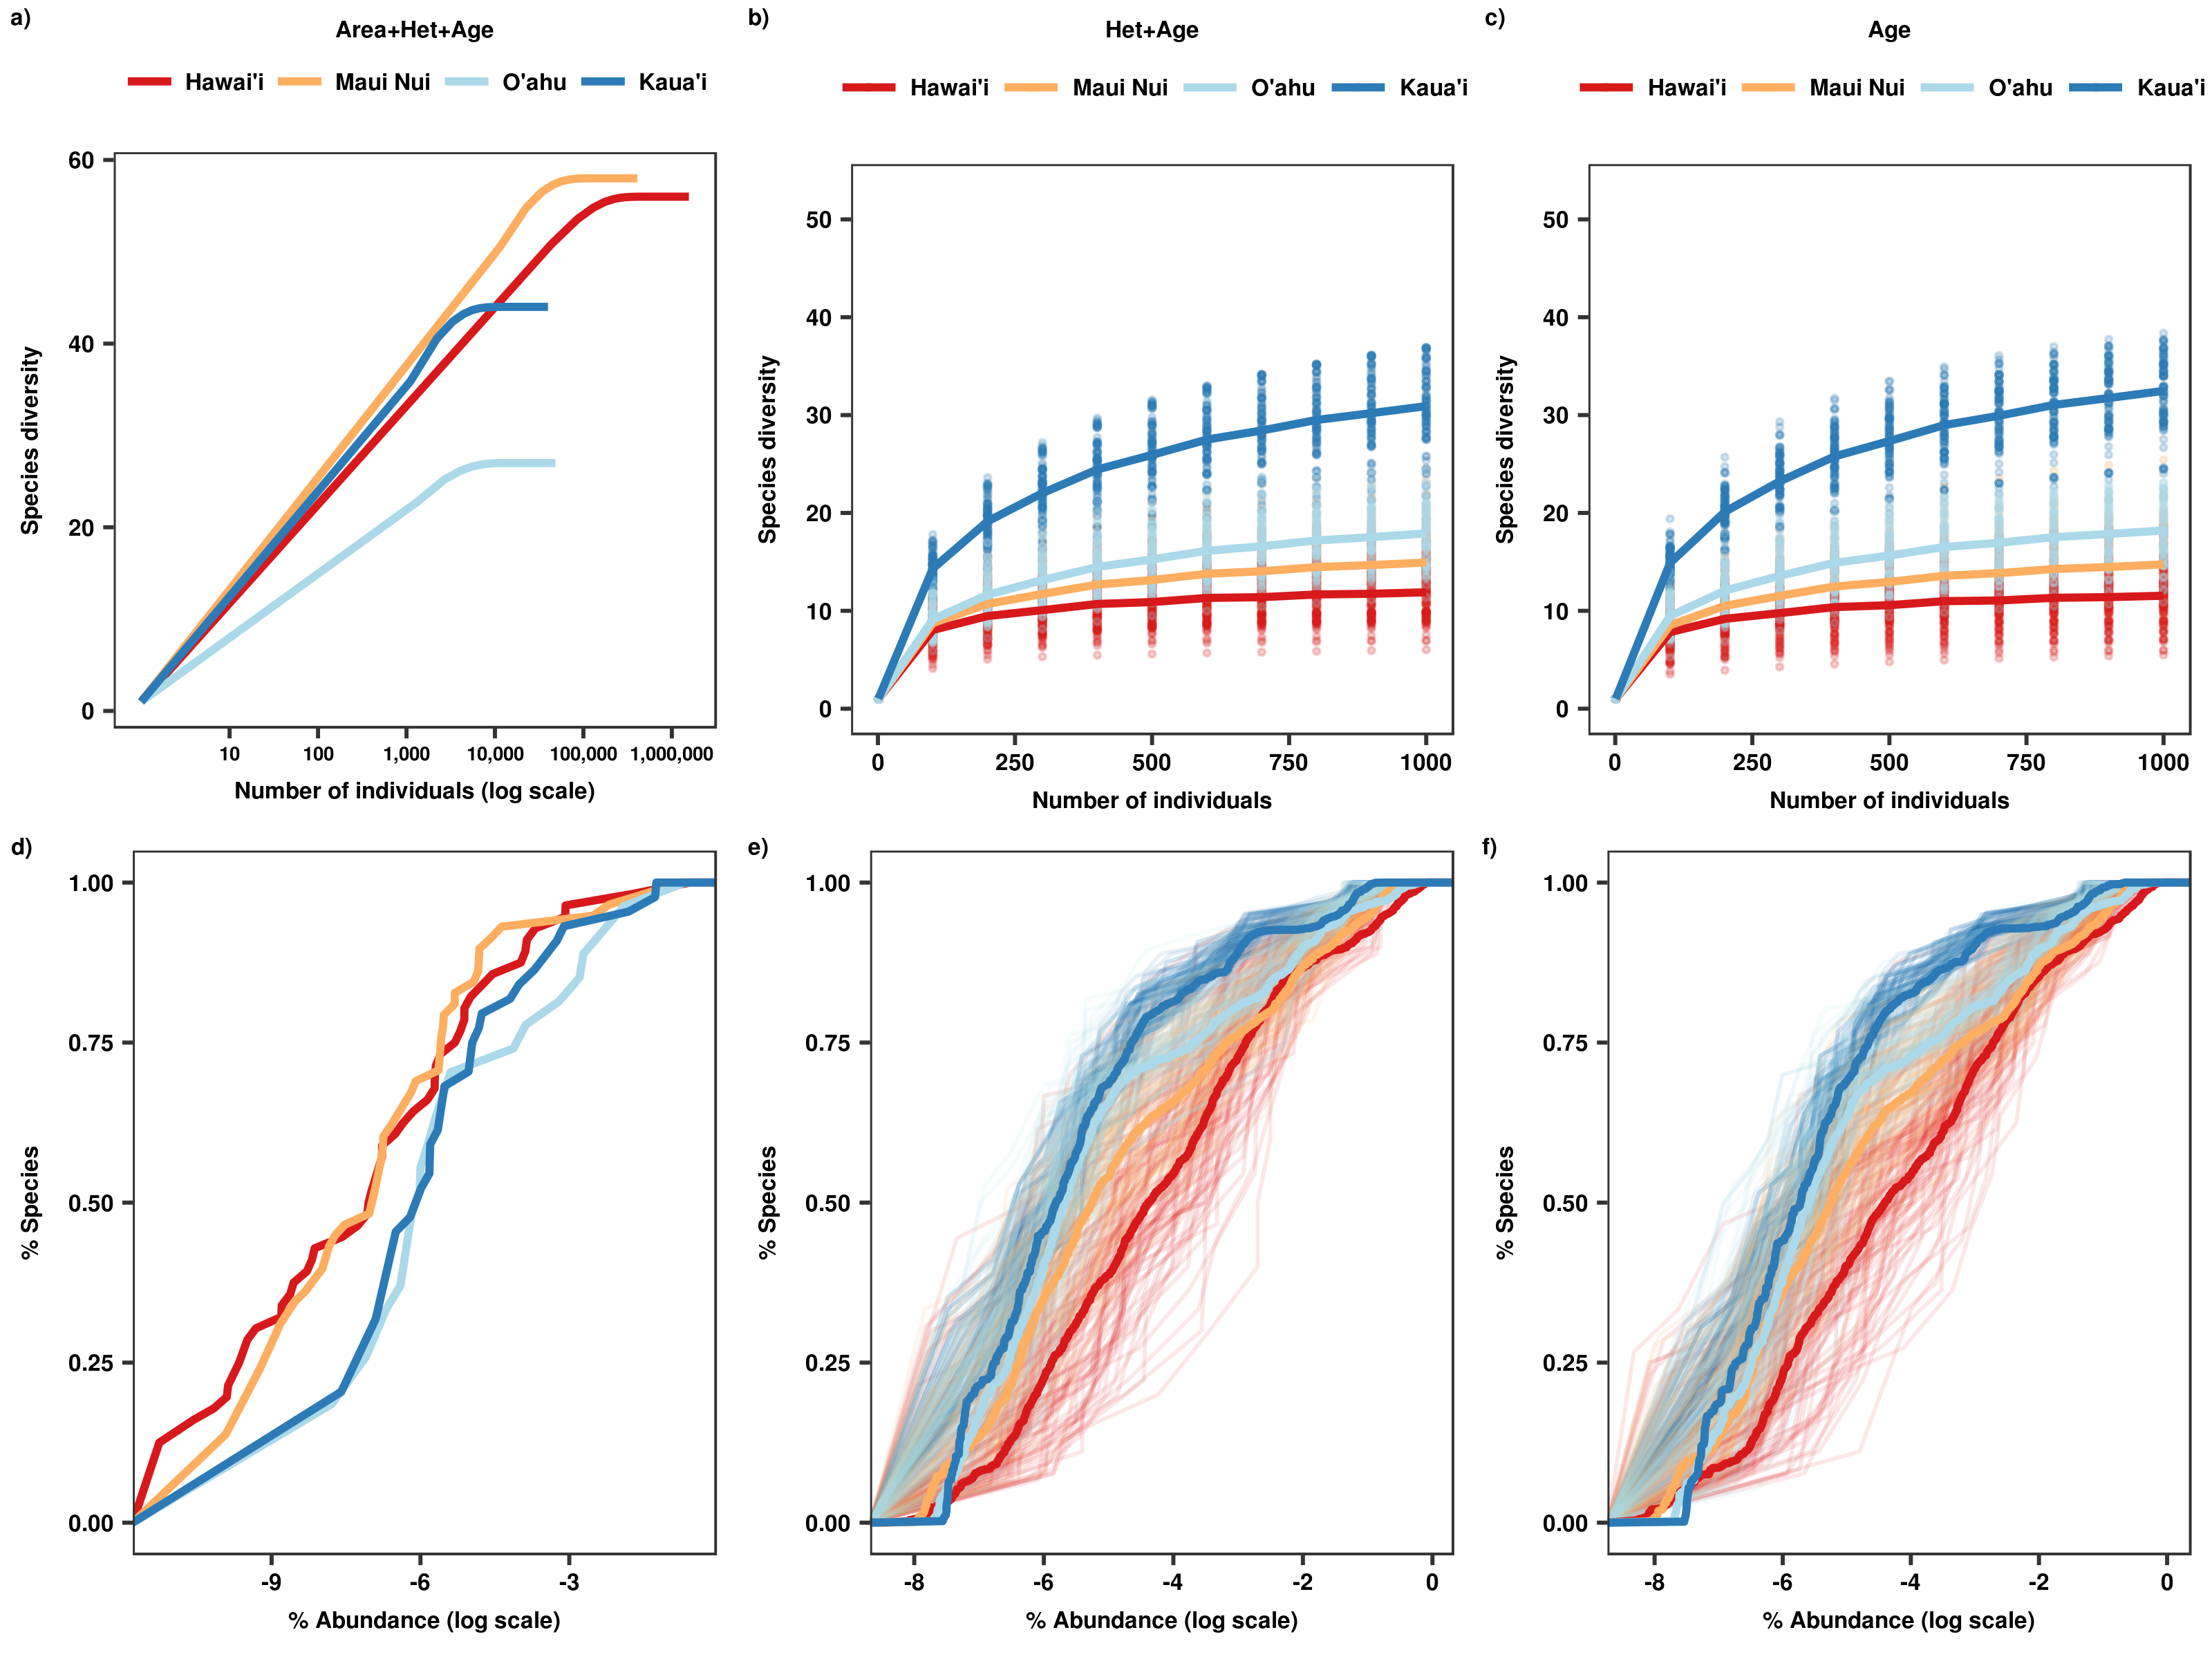 a)
Area+Het+Age
Hawai'i Maui Nui O'ahu Kaua'i
60
40
20
0
Species diversity
10 100 1,000 10,000 100,000 1,000,000
Number of individuals (log scale)
b)
Het+Age
Hawai'i Maui Nui O'ahu Kaua'i
50
40
30
20
10
0
Species diversity
0 250 500 750 1000
Number of individuals
c)
Age
Hawai'i Maui Nui O'ahu Kaua'i
50
40
30
20
10
0
Species diversity
0 250 500 750 1000
Number of individuals
d)
1.00
0.75
0.50
0.25
0.00
% Species
-9 -6 -3
% Abundance (log scale)
e)
1.00
0.75
0.50
0.25
0.00
% Species
-8 -6 -4 -2 0
% Abundance (log scale)
f)
1.00
0.75
0.50
0.25
0.00
% Species
-8 -6 -4 -2 0
% Abundance (log scale)